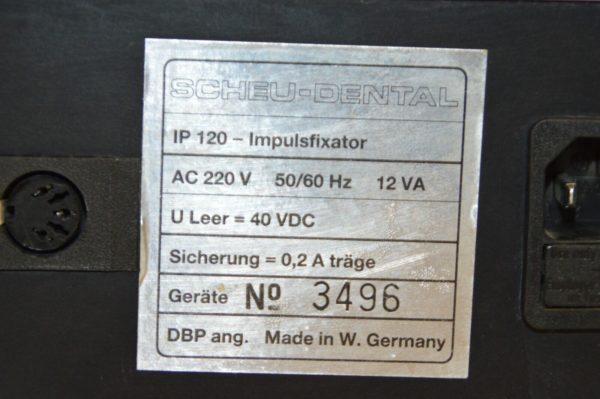 SCHEU-DENTAL
IP 120 – Impulsfixator
AC 220 V 50/60 Hz 12 VA
U Leer = 40 VDC
Sicherung = 0,2 A träge
Geräte Nº 3496
DBP ang. Made in W. Germany